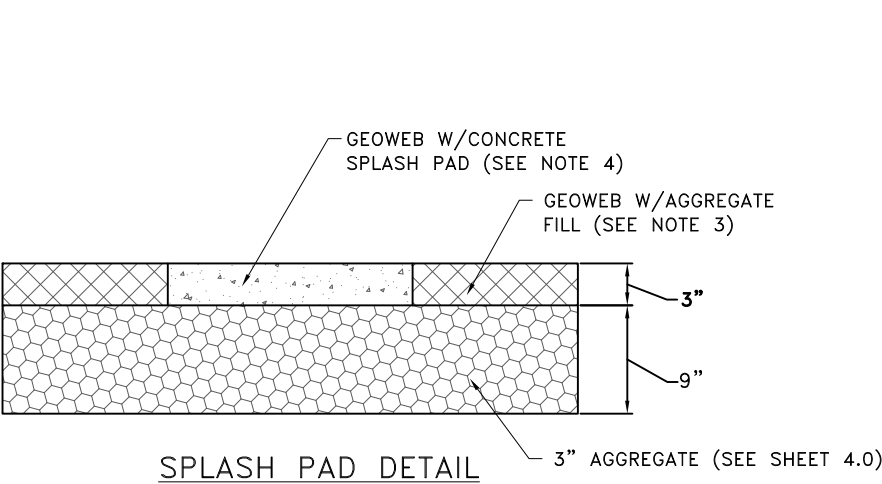 GEOWEB W/CONCRETE
SPLASH PAD (SEE NOTE 4)
GEOWEB W/AGGREGATE
FILL (SEE NOTE 3)
3”
9”
3” AGGREGATE (SEE SHEET 4.0)
SPLASH PAD DETAIL